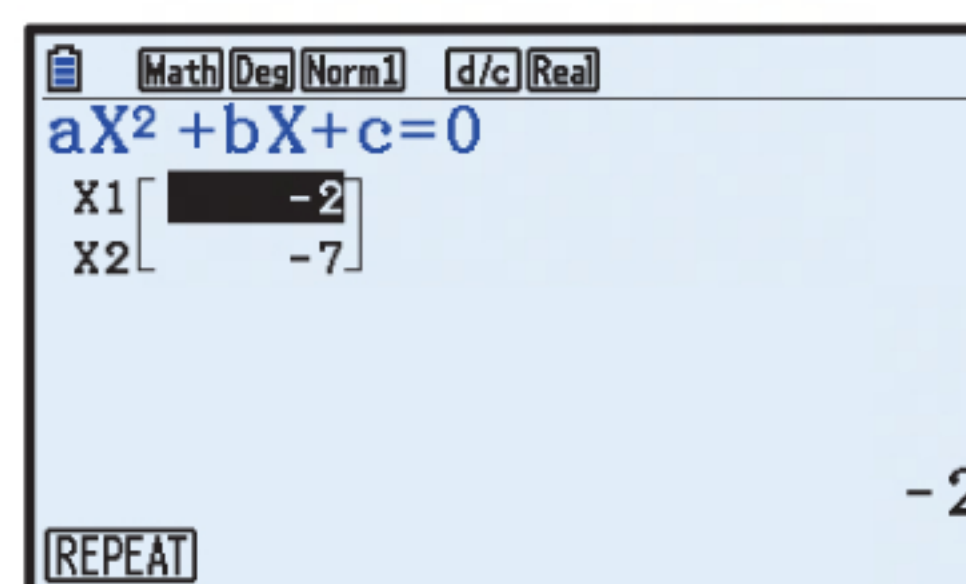 Math Deg Norm1 d/c Real
aX² +bX+c=0
X1[ -2]
X2[ -7]
-2
REPEAT